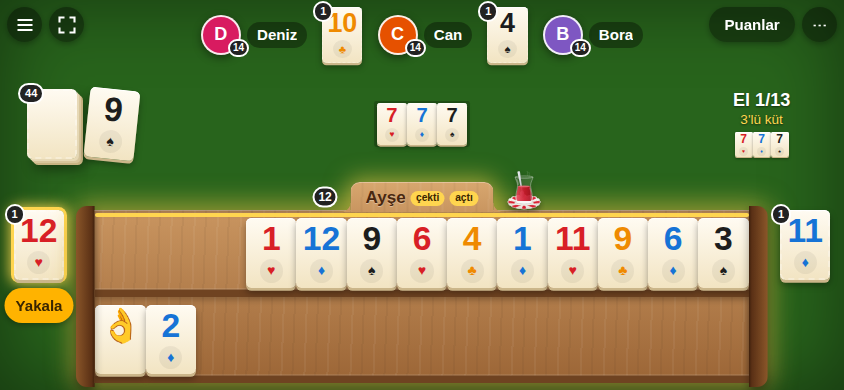 1
10
♣
1
4
♠
D
14
Deniz
C
14
Can
B
14
Bora
Puanlar
...
44
9
♠
7 7 7
♥ ♦ ♠
El 1/13
3'lü küt
7 7 7
♥ ♦ ♠
12
Ayşe çekti açtı
1
12
♥
Yakala
1 12 9 6 4 1 11 9 6 3
♥ ♦ ♠ ♥ ♣ ♦ ♥ ♣ ♦ ♠
1
11
♦
👌 2
♦